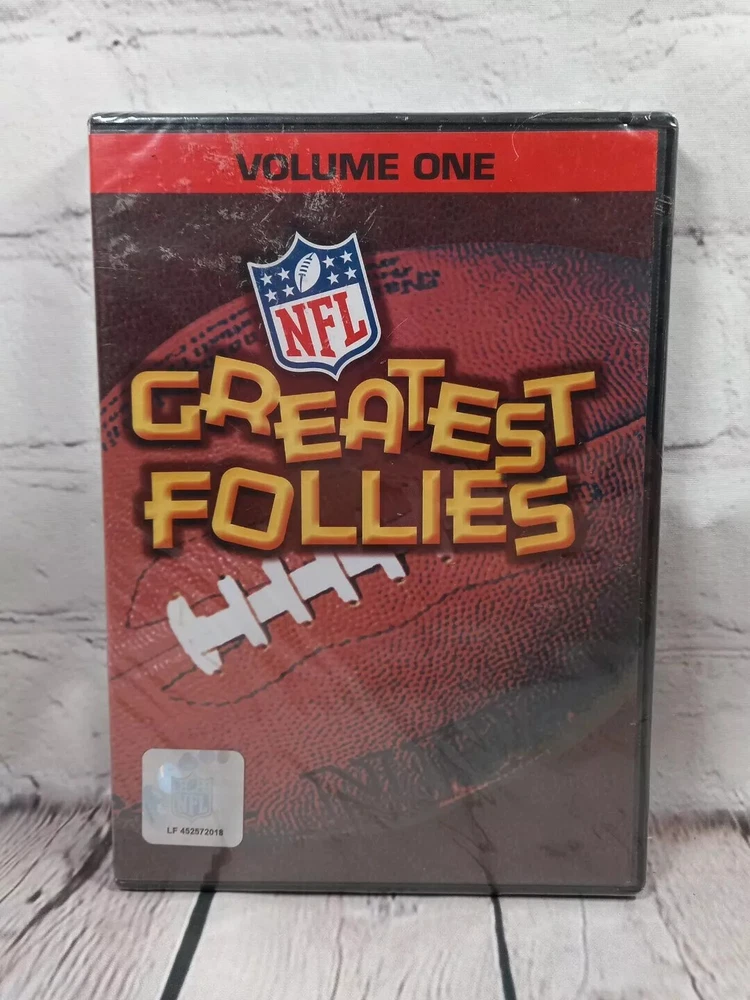 VOLUME ONE
NFL
GREATEST
FOLLIES
NFL
LF 452572018